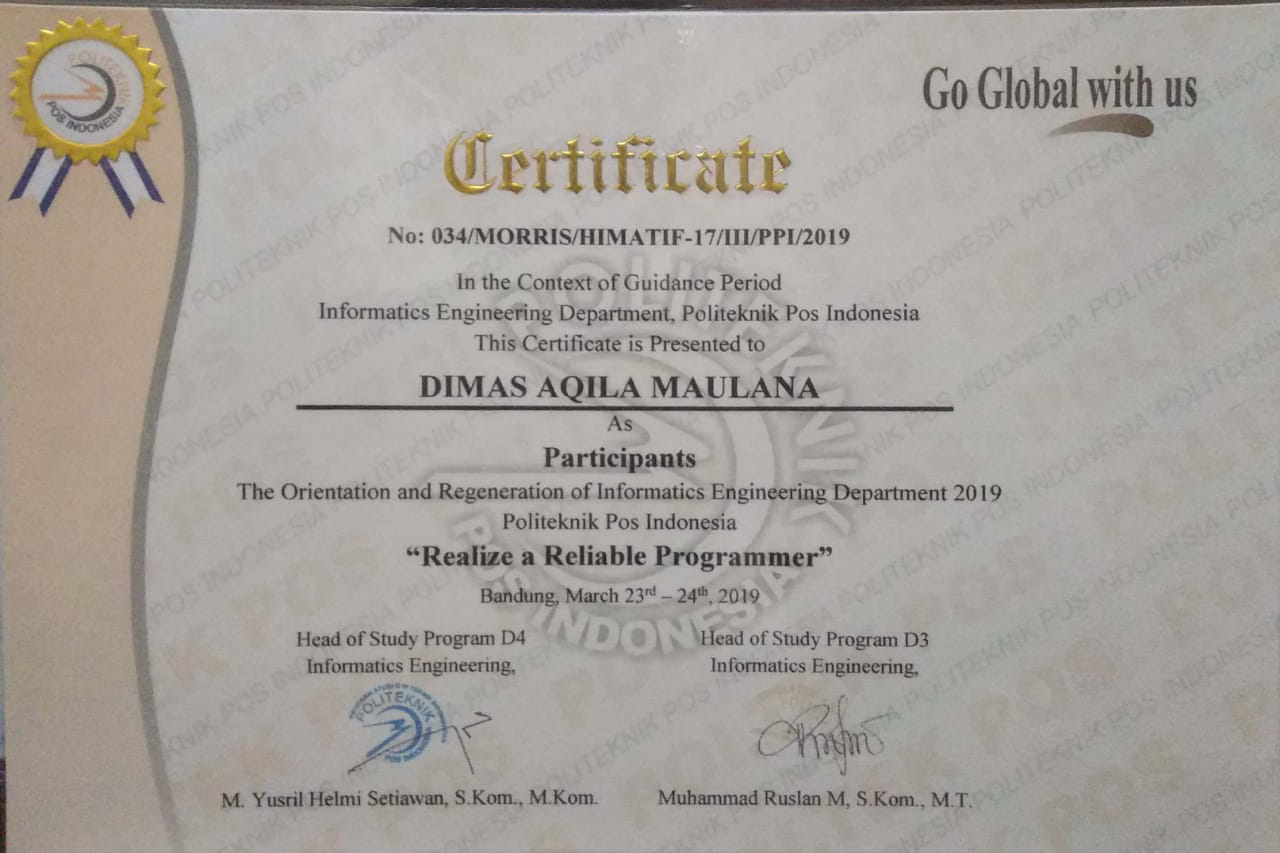 POLITEKNIK
POS INDONESIA
Go Global with us
Certificate
No: 034/MORRIS/HIMATIF-17/III/PPI/2019
In the Context of Guidance Period
Informatics Engineering Department, Politeknik Pos Indonesia
This Certificate is Presented to
DIMAS AQILA MAULANA
As
Participants
The Orientation and Regeneration of Informatics Engineering Department 2019
Politeknik Pos Indonesia
“Realize a Reliable Programmer”
Bandung, March 23rd – 24th, 2019
Head of Study Program D4 Head of Study Program D3
Informatics Engineering, Informatics Engineering,
POLITEKNIK
POS INDONESIA
M. Yusril Helmi Setiawan, S.Kom., M.Kom. Muhammad Ruslan M, S.Kom., M.T.